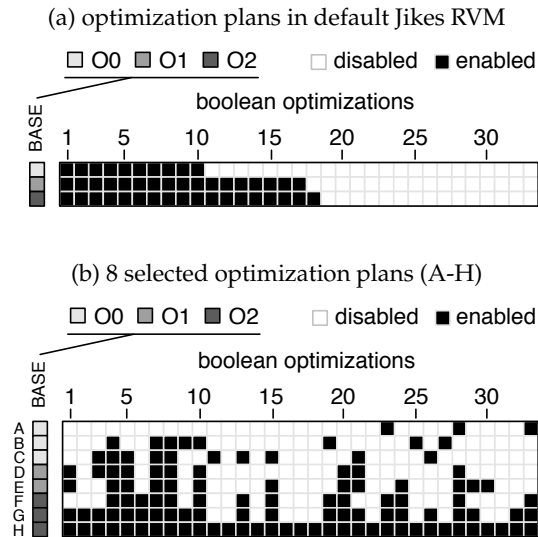 (a) optimization plans in default Jikes RVM
O0 O1 O2 disabled enabled
BASE
boolean optimizations
1 5 10 15 20 25 30
(b) 8 selected optimization plans (A-H)
O0 O1 O2 disabled enabled
BASE
boolean optimizations
1 5 10 15 20 25 30
A
B
C
D
E
F
G
H